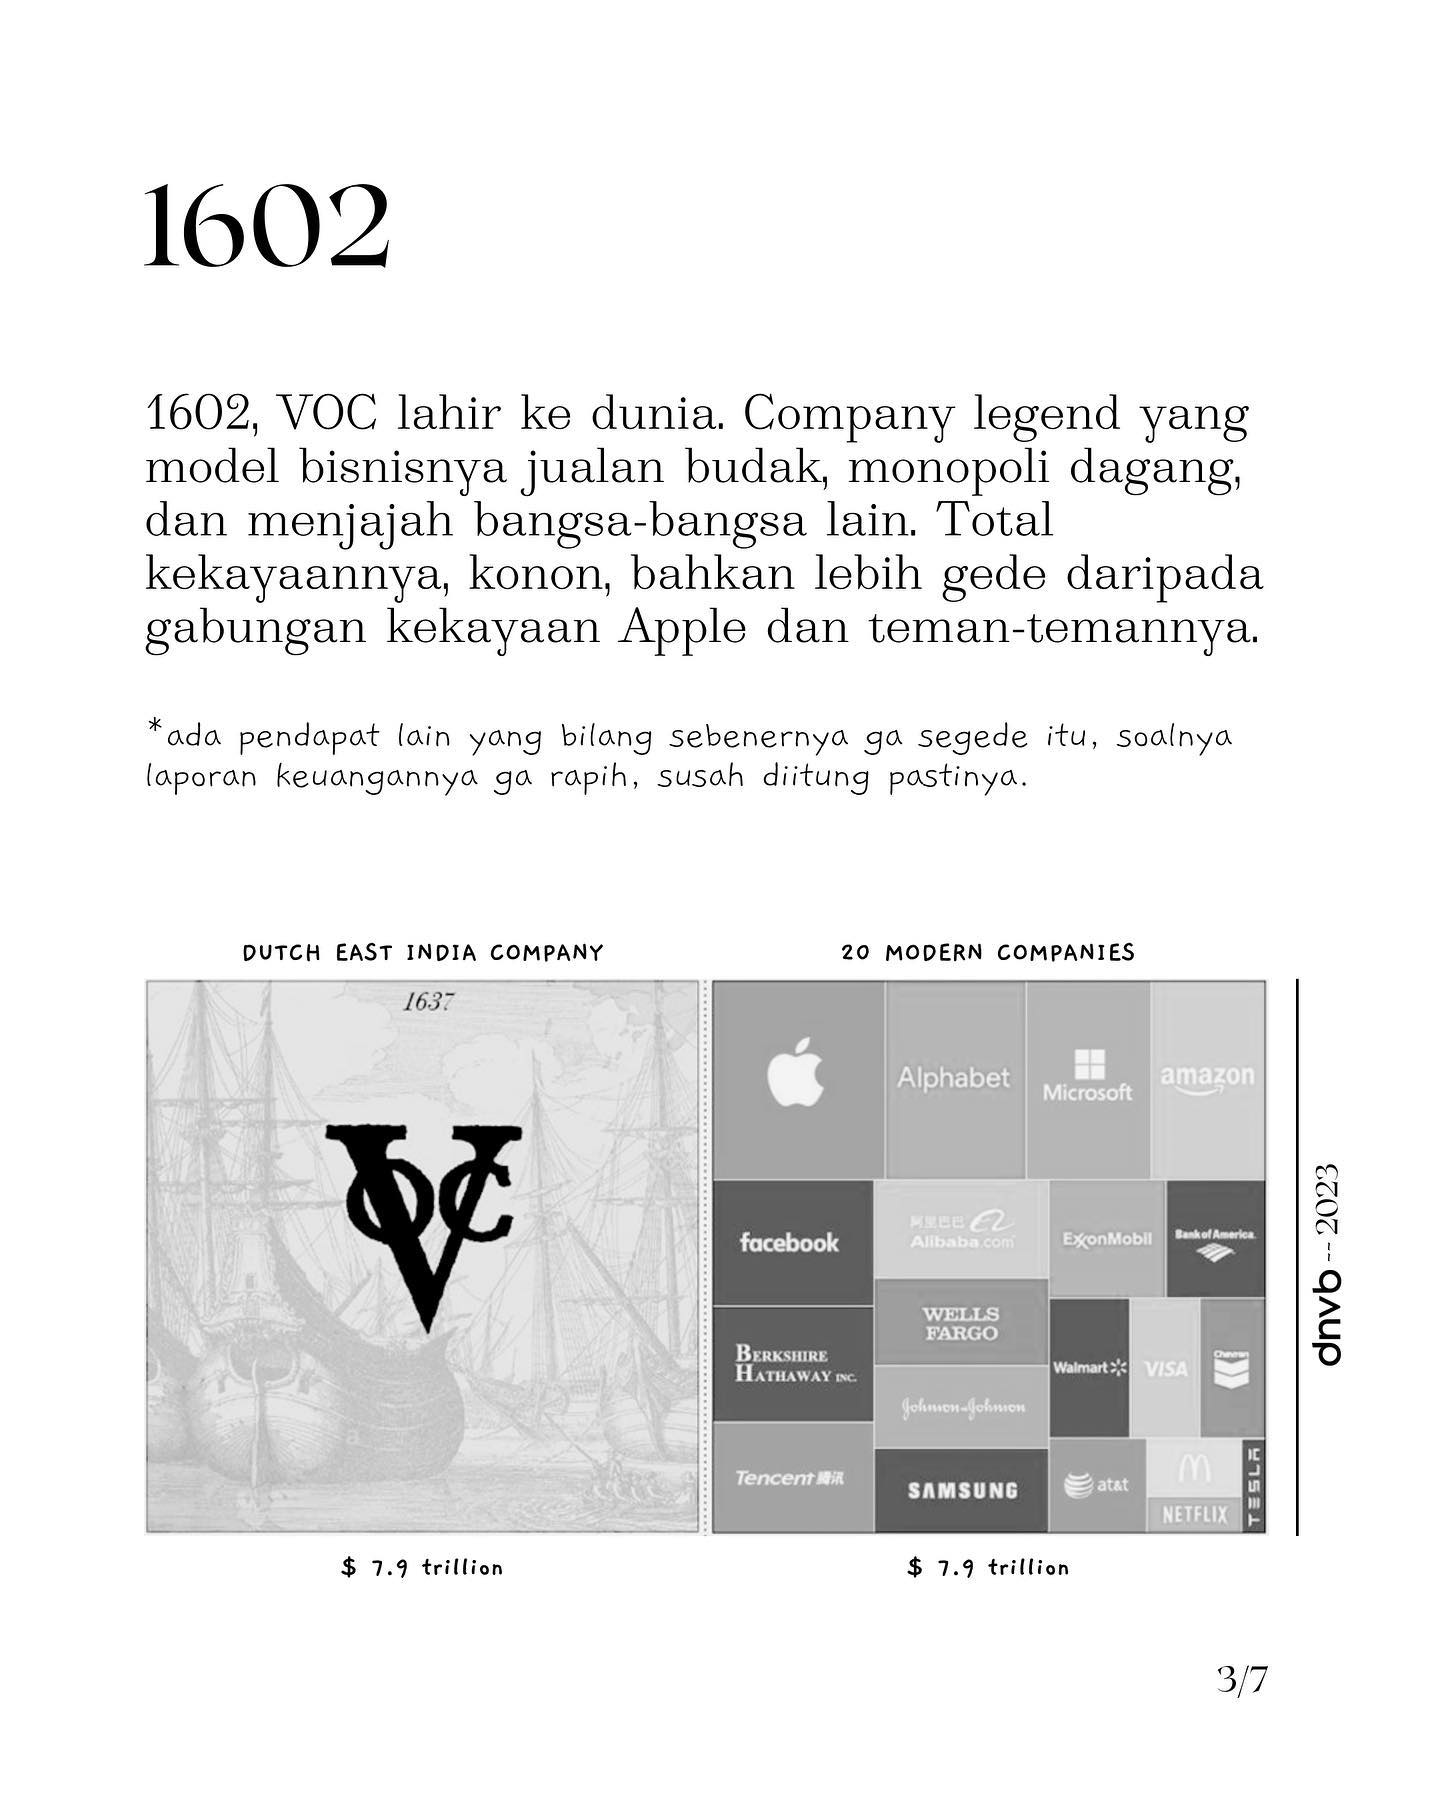 1602
1602, VOC lahir ke dunia. Company legend yang
model bisnisnya jualan budak, monopoli dagang,
dan menjajah bangsa-bangsa lain. Total
kekayaannya, konon, bahkan lebih gede daripada
gabungan kekayaan Apple dan teman-temannya.
*ada pendapat lain yang bilang sebenernya ga segede itu, soalnya
laporan keuangannya ga rapih, susah diitung pastinya.
DUTCH EAST INDIA COMPANY
1637
VOC
$ 7.9 trillion
20 MODERN COMPANIES
Alphabet
Microsoft
amazon
facebook
阿里巴巴
Alibaba.com
ExxonMobil
Bank of America.
BERKSHIRE
HATHAWAY INC.
WELLS
FARGO
Walmart
VISA
Chevron
Johnson&Johnson
Tencent 腾讯
SAMSUNG
at&t
NETFLIX
TESLA
$ 7.9 trillion
dnvb -- 2023
3/7